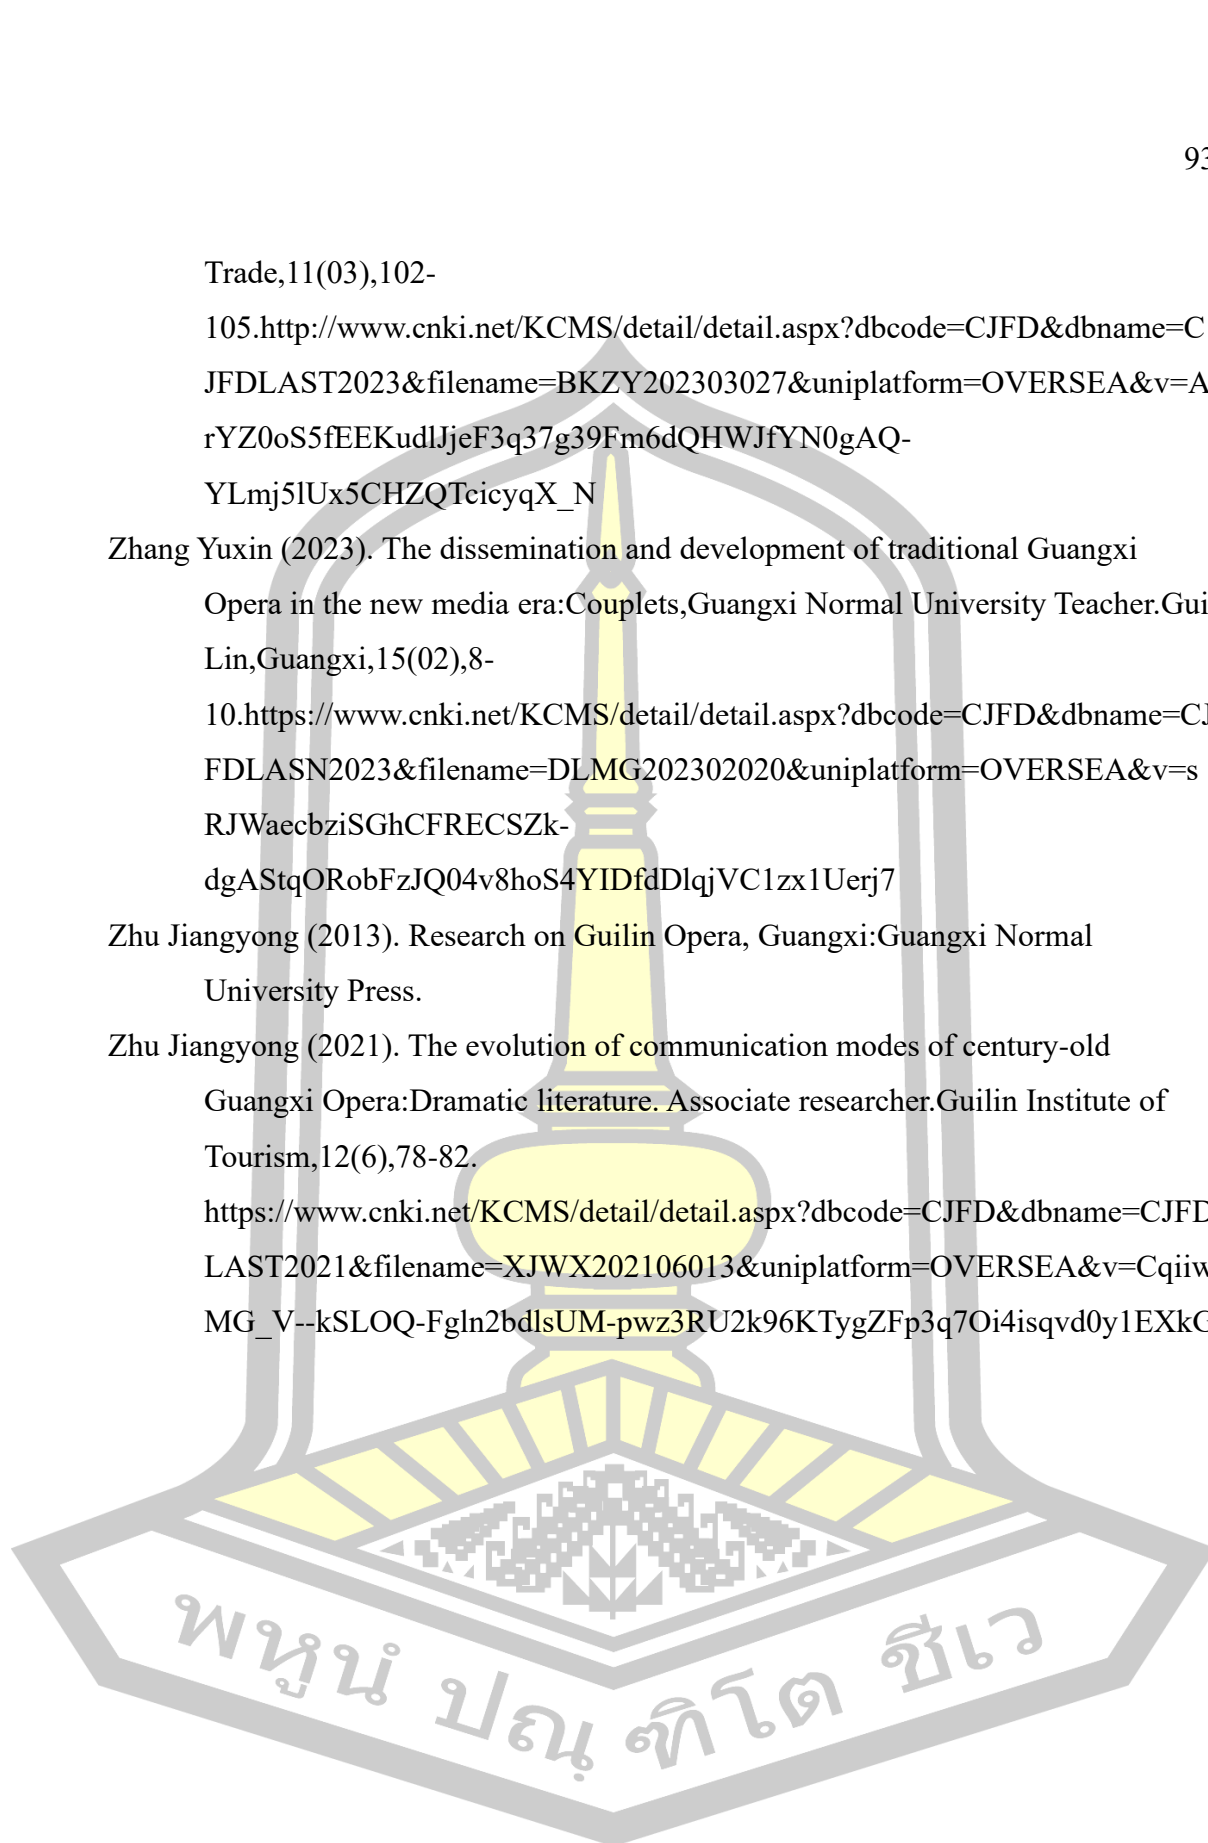 93
Trade,11(03),102-
105.http://www.cnki.net/KCMS/detail/detail.aspx?dbcode=CJFD&dbname=C
JFDLAST2023&filename=BKZY202303027&uniplatform=OVERSEA&v=A
rYZ0oS5fEEKudlJjeF3q37g39Fm6dQHWJfYN0gAQ-
YLmj5lUx5CHZQTcicyqX_N
Zhang Yuxin (2023). The dissemination and development of traditional Guangxi
Opera in the new media era:Couplets,Guangxi Normal University Teacher.Gui
Lin,Guangxi,15(02),8-
10.https://www.cnki.net/KCMS/detail/detail.aspx?dbcode=CJFD&dbname=CJ
FDLASN2023&filename=DLMG202302020&uniplatform=OVERSEA&v=s
RJWaecbziSGhCFRECSZk-
dgAStqORobFzJQ04v8hoS4YIDfdDlqjVC1zx1Uerj7
Zhu Jiangyong (2013). Research on Guilin Opera, Guangxi:Guangxi Normal
University Press.
Zhu Jiangyong (2021). The evolution of communication modes of century-old
Guangxi Opera:Dramatic literature. Associate researcher.Guilin Institute of
Tourism,12(6),78-82.
https://www.cnki.net/KCMS/detail/detail.aspx?dbcode=CJFD&dbname=CJFD
LAST2021&filename=XJWX202106013&uniplatform=OVERSEA&v=Cqiiw
MG_V--kSLOQ-Fgln2bdlsUM-pwz3RU2k96KTygZFp3q7Oi4isqvd0y1EXkG
พหูนํ ปณฺฑิโต ชีเว